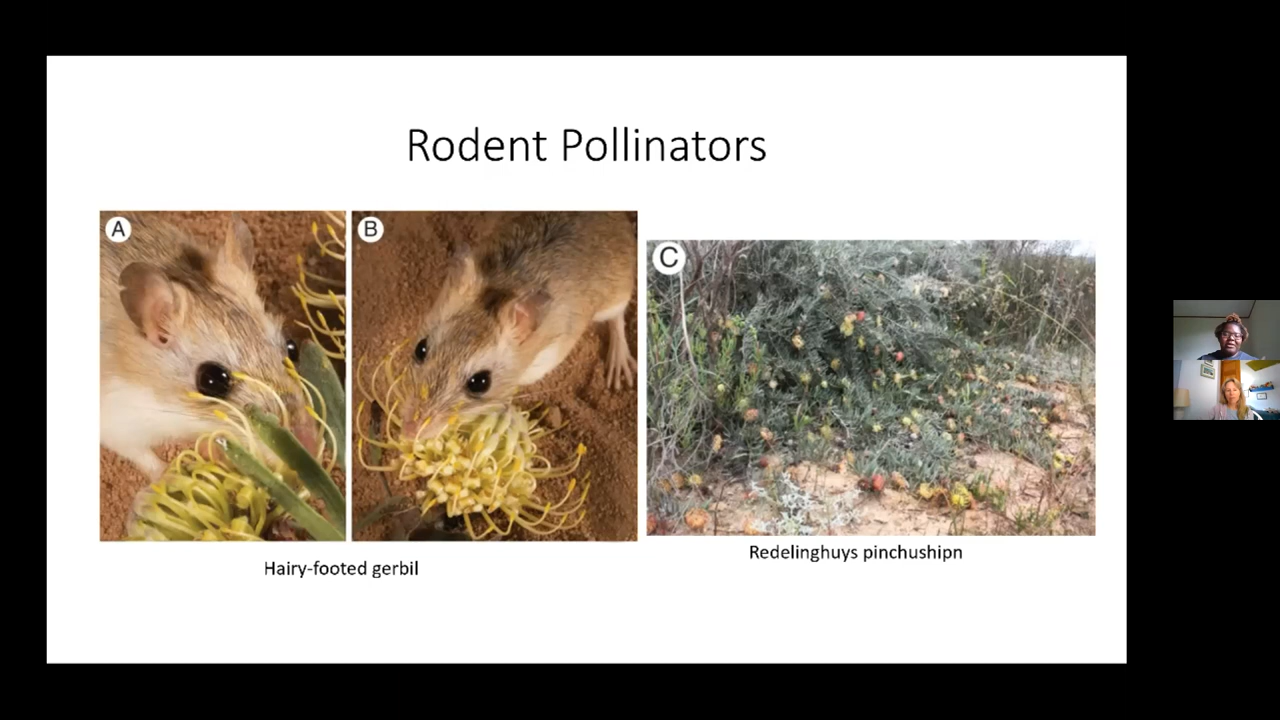 Rodent Pollinators
A
B
C
Hairy-footed gerbil
Redelinghuys pinchushipn